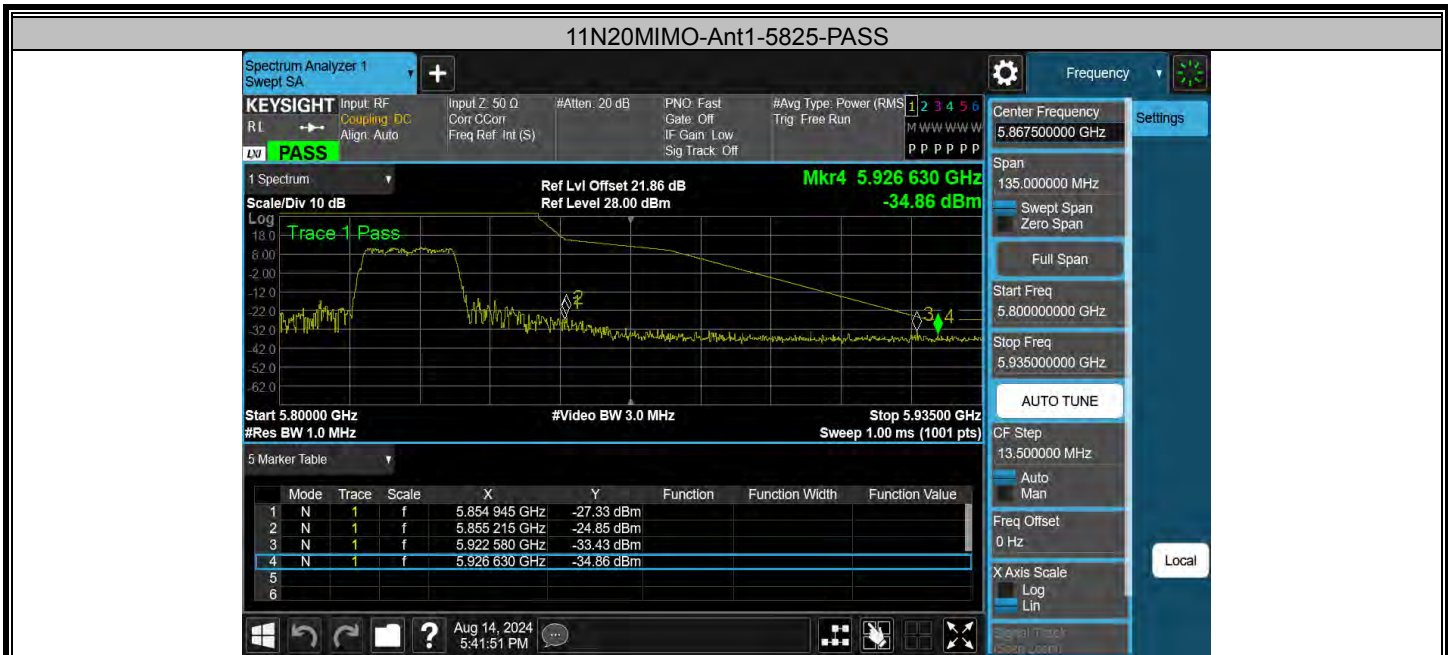 11N20MIMO-Ant1-5825-PASS
Spectrum Analyzer 1
Swept SA
+
Frequency
KEYSIGHT Input: RF Input Z: 50 Ω #Atten: 20 dB PNO: Fast #Avg Type: Power (RMS 1 2 3 4 5 6
RL Coupling: DC Corr CCorr Gate: Off Trig: Free Run M W W W W W
Align: Auto Freq Ref: Int (S) IF Gain: Low P P P P P P
LXI PASS Sig Track: Off
1 Spectrum
Ref Lvl Offset 21.86 dB Mkr4 5.926 630 GHz
Scale/Div 10 dB Ref Level 28.00 dBm -34.86 dBm
Log
Trace 1 Pass
18.0
8.00
-2.00
-12.0
-22.0
-32.0
-42.0
-52.0
-62.0
2
3 4
Start 5.80000 GHz #Video BW 3.0 MHz Stop 5.93500 GHz
#Res BW 1.0 MHz Sweep 1.00 ms (1001 pts)
5 Marker Table
Mode Trace Scale X Y Function Function Width Function Value
1 N 1 f 5.854 945 GHz -27.33 dBm
2 N 1 f 5.855 215 GHz -24.85 dBm
3 N 1 f 5.922 580 GHz -33.43 dBm
4 N 1 f 5.926 630 GHz -34.86 dBm
5
6
Center Frequency
5.867500000 GHz
Settings
Span
135.000000 MHz
Swept Span
Zero Span
Full Span
Start Freq
5.800000000 GHz
Stop Freq
5.935000000 GHz
AUTO TUNE
CF Step
13.500000 MHz
Auto
Man
Freq Offset
0 Hz
X Axis Scale
Log
Lin
Local
Signal Track
(Span Zoom)
? Aug 14, 2024
5:41:51 PM